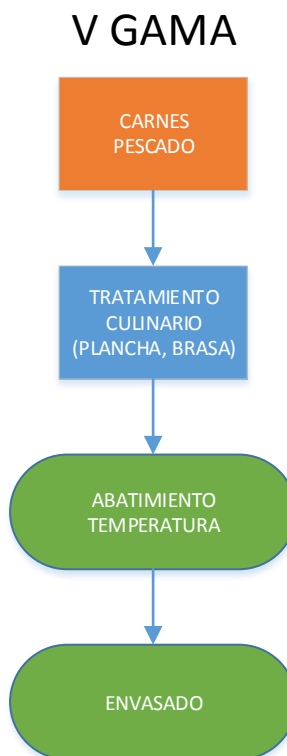 V GAMA
CARNES
PESCADO
TRATAMIENTO
CULINARIO
(PLANCHA, BRASA)
ABATIMIENTO
TEMPERATURA
ENVASADO